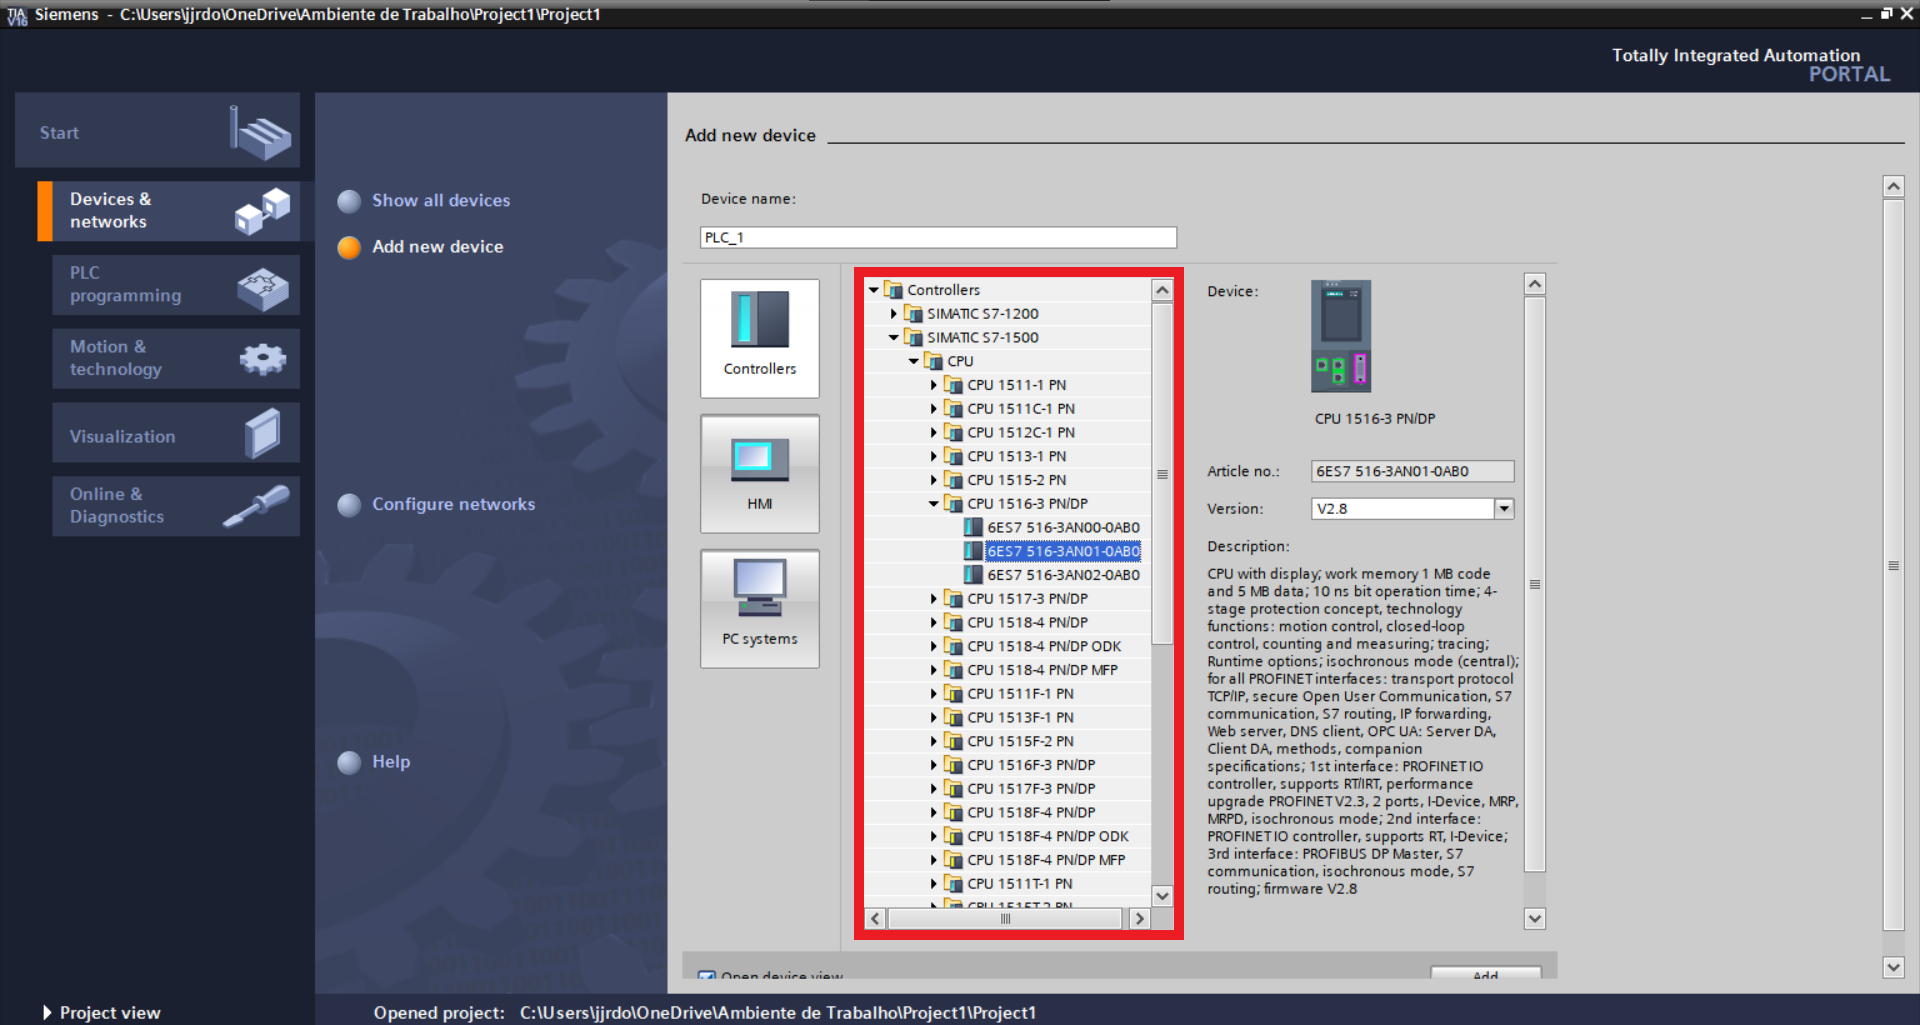 TIA V16 Siemens - C:\Users\jjrdo\OneDrive\Ambiente de Trabalho\Project1\Project1
Totally Integrated Automation
PORTAL
Start
Devices &
networks
PLC
programming
Motion &
technology
Visualization
Online &
Diagnostics
Show all devices
Add new device
Configure networks
Help
Add new device
Device name:
PLC_1
Controllers
HMI
PC systems
Controllers
SIMATIC S7-1200
SIMATIC S7-1500
CPU
CPU 1511-1 PN
CPU 1511C-1 PN
CPU 1512C-1 PN
CPU 1513-1 PN
CPU 1515-2 PN
CPU 1516-3 PN/DP
6ES7 516-3AN00-0AB0
6ES7 516-3AN01-0AB0
6ES7 516-3AN02-0AB0
CPU 1517-3 PN/DP
CPU 1518-4 PN/DP
CPU 1518-4 PN/DP ODK
CPU 1518-4 PN/DP MFP
CPU 1511F-1 PN
CPU 1513F-1 PN
CPU 1515F-2 PN
CPU 1516F-3 PN/DP
CPU 1517F-3 PN/DP
CPU 1518F-4 PN/DP
CPU 1518F-4 PN/DP ODK
CPU 1518F-4 PN/DP MFP
CPU 1511T-1 PN
CPU 1515T-2 PN
Device:
CPU 1516-3 PN/DP
Article no.: 6ES7 516-3AN01-0AB0
Version: V2.8
Description:
CPU with display; work memory 1 MB code
and 5 MB data; 10 ns bit operation time; 4-
stage protection concept, technology
functions: motion control, closed-loop
control, counting and measuring; tracing;
Runtime options; isochronous mode (central);
for all PROFINET interfaces: transport protocol
TCP/IP, secure Open User Communication, S7
communication, S7 routing, IP forwarding,
Web server, DNS client, OPC UA: Server DA,
Client DA, methods, companion
specifications; 1st interface: PROFINET IO
controller, supports RT/IRT, performance
upgrade PROFINET V2.3, 2 ports, I-Device, MRP,
MRPD, isochronous mode; 2nd interface:
PROFINET IO controller, supports RT, I-Device;
3rd interface: PROFIBUS DP Master, S7
communication, isochronous mode, S7
routing; firmware V2.8
Open device view
Add
Project view
Opened project: C:\Users\jjrdo\OneDrive\Ambiente de Trabalho\Project1\Project1